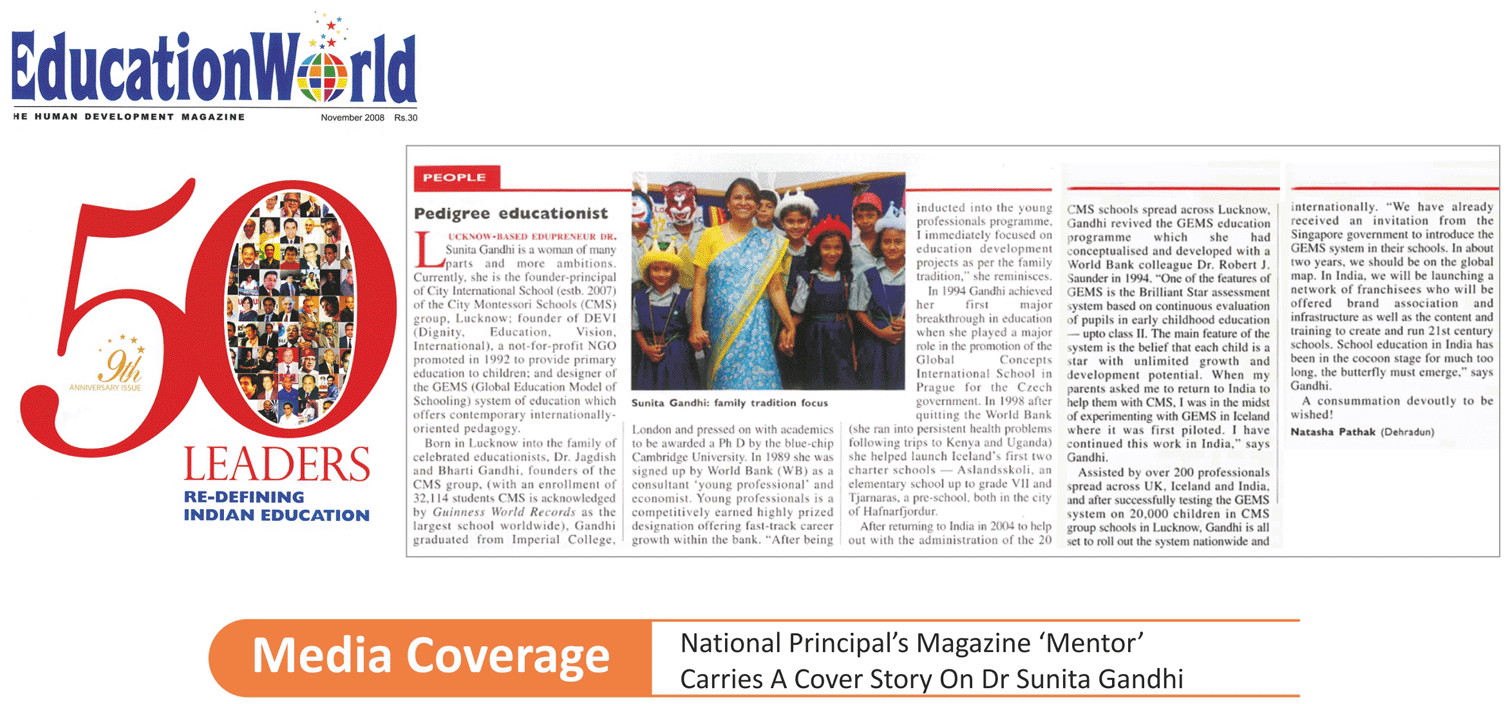 EducationWorld
HE HUMAN DEVELOPMENT MAGAZINE
November 2008 Rs.30
50
9th
ANNIVERSARY ISSUE
LEADERS
RE-DEFINING
INDIAN EDUCATION
PEOPLE
Pedigree educationist
LUCKNOW-BASED EDUPRENEUR DR.
Sunita Gandhi is a woman of many
parts and more ambitions.
Currently, she is the founder-principal
of City International School (estb. 2007)
of the City Montessori Schools (CMS)
group, Lucknow; founder of DEVI
(Dignity, Education, Vision,
International), a not-for-profit NGO
promoted in 1992 to provide primary
education to children; and designer of
the GEMS (Global Education Model of
Schooling) system of education which
offers contemporary internationally-
oriented pedagogy.
Born in Lucknow into the family of
celebrated educationists, Dr. Jagdish
and Bharti Gandhi, founders of the
CMS group, (with an enrollment of
32,114 students CMS is acknowledged
by Guinness World Records as the
largest school worldwide), Gandhi
graduated from Imperial College,
Sunita Gandhi: family tradition focus
London and pressed on with academics
to be awarded a Ph D by the blue-chip
Cambridge University. In 1989 she was
signed up by World Bank (WB) as a
consultant 'young professional' and
economist. Young professionals is a
competitively earned highly prized
designation offering fast-track career
growth within the bank. “After being
inducted into the young
professionals programme,
I immediately focused on
education development
projects as per the family
tradition,” she reminisces.
In 1994 Gandhi achieved
her first major
breakthrough in education
when she played a major
role in the promotion of the
Global Concepts
International School in
Prague for the Czech
government. In 1998 after
quitting the World Bank
(she ran into persistent health problems
following trips to Kenya and Uganda)
she helped launch Iceland's first two
charter schools — Aslandsskoli, an
elementary school up to grade VII and
Tjarnaras, a pre-school, both in the city
of Hafnarfjordur.
After returning to India in 2004 to help
out with the administration of the 20
CMS schools spread across Lucknow,
Gandhi revived the GEMS education
programme which she had
conceptualised and developed with a
World Bank colleague Dr. Robert J.
Saunder in 1994. “One of the features of
GEMS is the Brilliant Star assessment
system based on continuous evaluation
of pupils in early childhood education
— upto class II. The main feature of the
system is the belief that each child is a
star with unlimited growth and
development potential. When my
parents asked me to return to India to
help them with CMS, I was in the midst
of experimenting with GEMS in Iceland
where it was first piloted. I have
continued this work in India,” says
Gandhi.
Assisted by over 200 professionals
spread across UK, Iceland and India,
and after successfully testing the GEMS
system on 20,000 children in CMS
group schools in Lucknow, Gandhi is all
set to roll out the system nationwide and
internationally. “We have already
received an invitation from the
Singapore government to introduce the
GEMS system in their schools. In about
two years, we should be on the global
map. In India, we will be launching a
network of franchisees who will be
offered brand association and
infrastructure as well as the content and
training to create and run 21st century
schools. School education in India has
been in the cocoon stage for much too
long, the butterfly must emerge,” says
Gandhi.
A consummation devoutly to be
wished!
Natasha Pathak (Dehradun)
Media Coverage
National Principal’s Magazine ‘Mentor’
Carries A Cover Story On Dr Sunita Gandhi